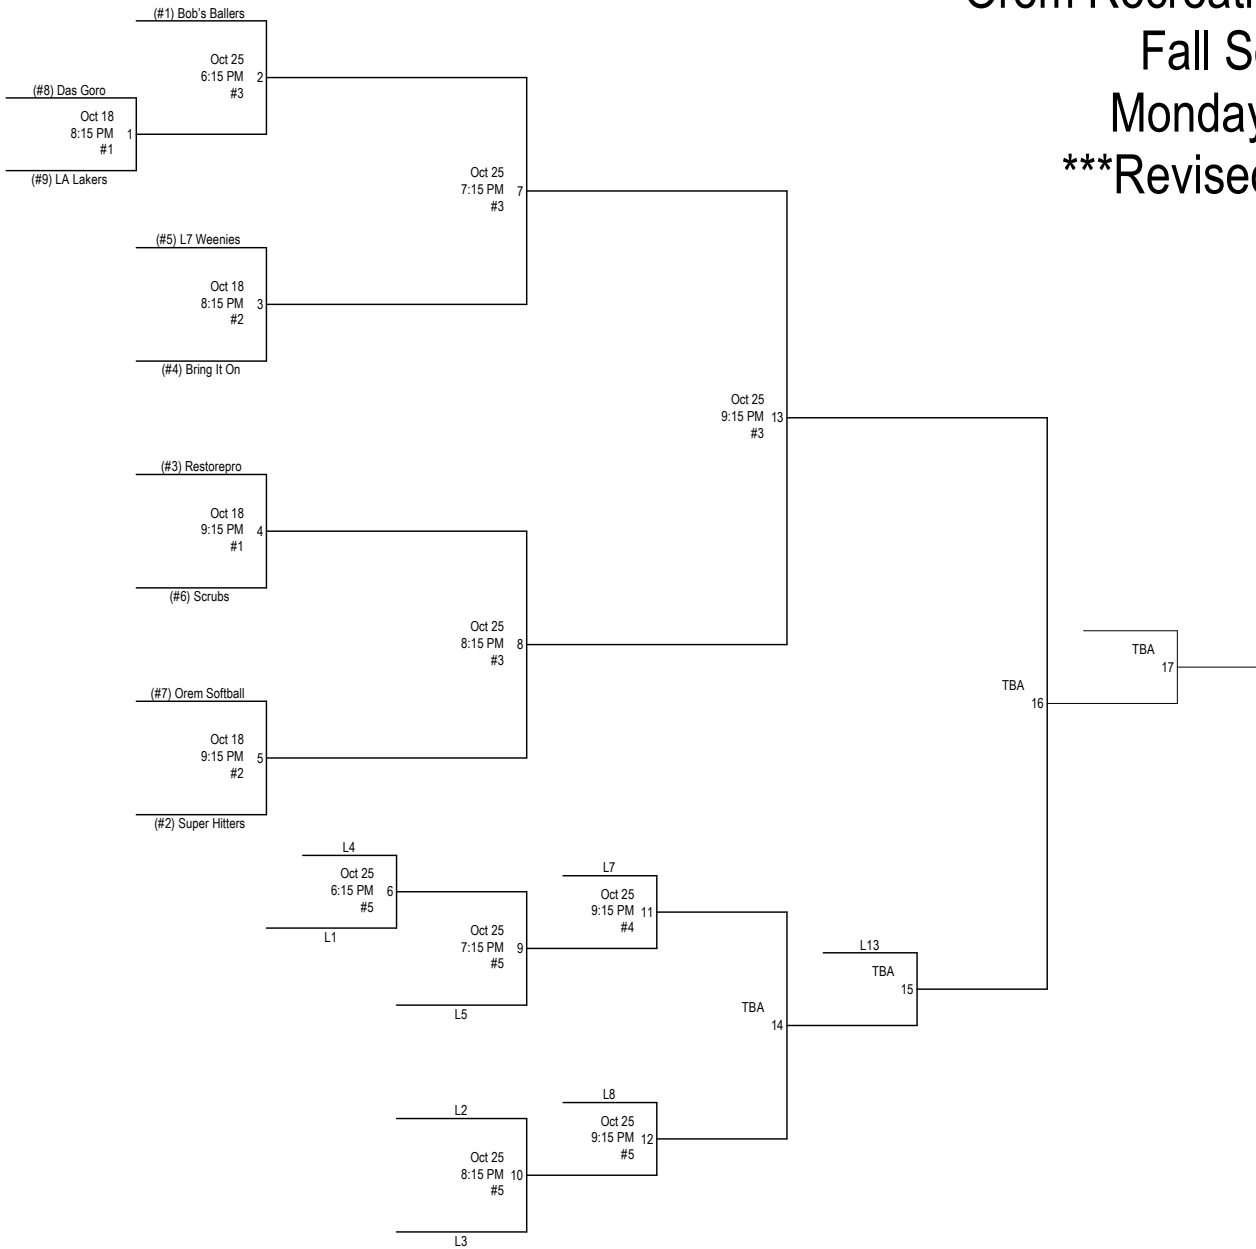 Fall
Monday
***Revised
(#1) Bob's Ballers
Oct 25
6:15 PM 2
#3
(#8) Das Goro
Oct 18
8:15 PM 1
#1
(#9) LA Lakers
Oct 25
7:15 PM 7
#3
(#5) L7 Weenies
Oct 18
8:15 PM 3
#2
(#4) Bring It On
Oct 25
9:15 PM 13
#3
(#3) Restorepro
Oct 18
9:15 PM 4
#1
(#6) Scrubs
Oct 25
8:15 PM 8
#3
TBA
17
TBA
16
(#7) Orem Softball
Oct 18
9:15 PM 5
#2
(#2) Super Hitters
L4
Oct 25
6:15 PM 6
#5
L1
L7
Oct 25
9:15 PM 11
#4
Oct 25
7:15 PM 9
#5
L5
L13
TBA
15
TBA
14
L8
Oct 25
9:15 PM 12
#5
L2
Oct 25
8:15 PM 10
#5
L3